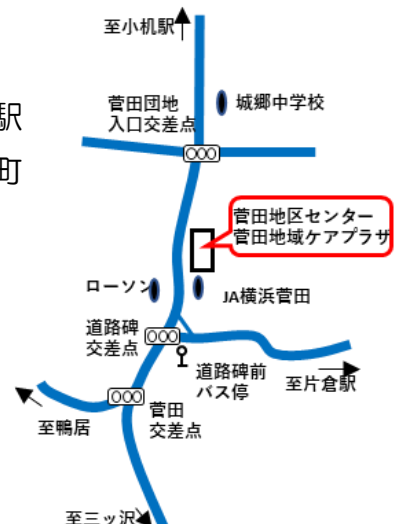 至小机駅
駅
町
菅田団地
入口交差点
城郷中学校
菅田地区センター
菅田地域ケアプラザ
ローソン
JA横浜菅田
道路碑
交差点
道路碑前
バス停
至片倉駅
菅田
交差点
至鴨居
至三ッ沢